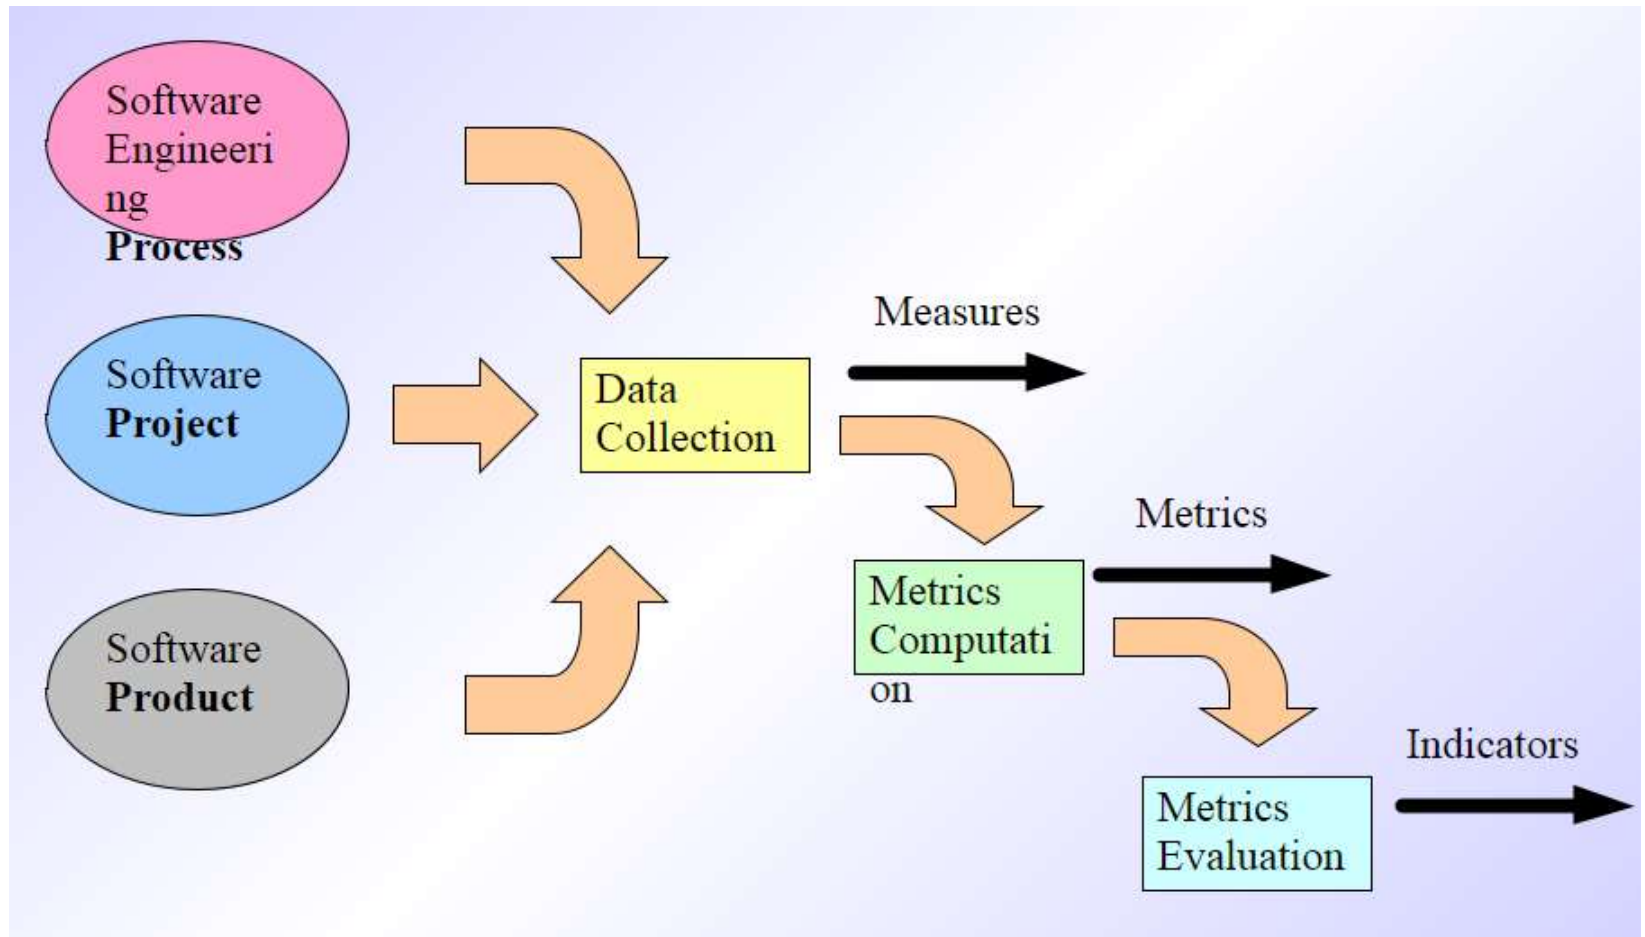 Software
Engineeri
ng
Process
Software
Project
Software
Product
Data
Collection
Measures
Metrics
Computati
on
Metrics
Metrics
Evaluation
Indicators